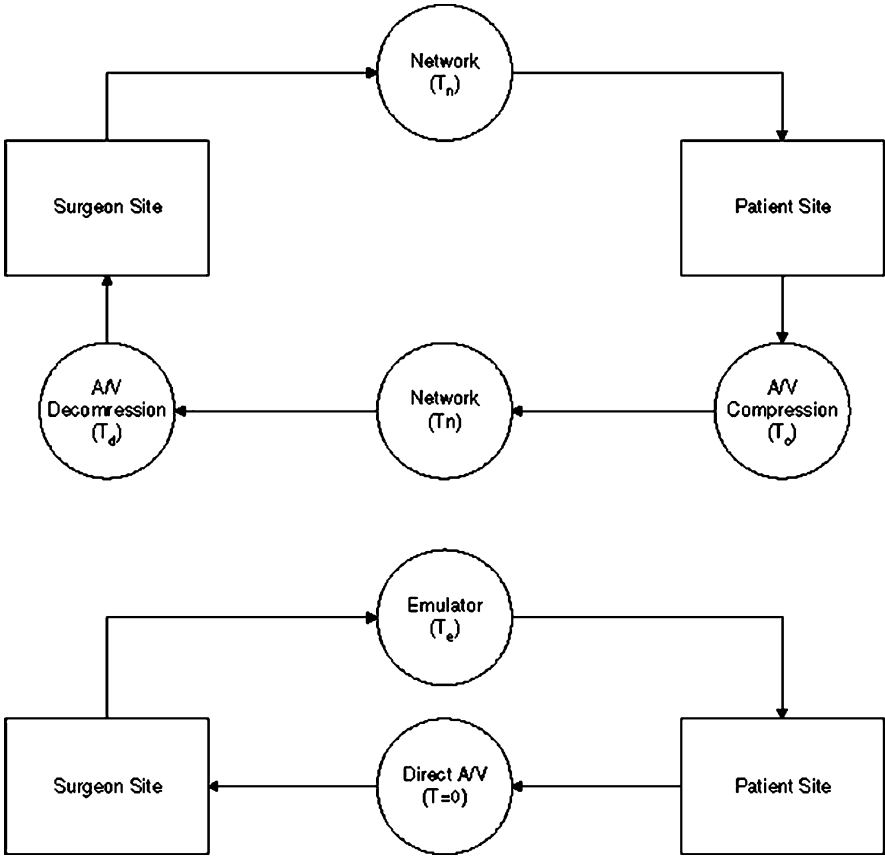 Network
(Tn)
Surgeon Site
Patient Site
A/V
Decomression
(Td)
Network
(Tn)
A/V
Compression
(Tc)
Emulator
(Te)
Surgeon Site
Direct A/V
(T=0)
Patient Site